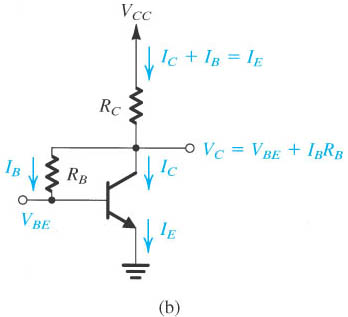 V_CC
I_C + I_B = I_E
R_C
V_C = V_BE + I_B R_B
I_B
R_B
I_C
V_BE
I_E
(b)